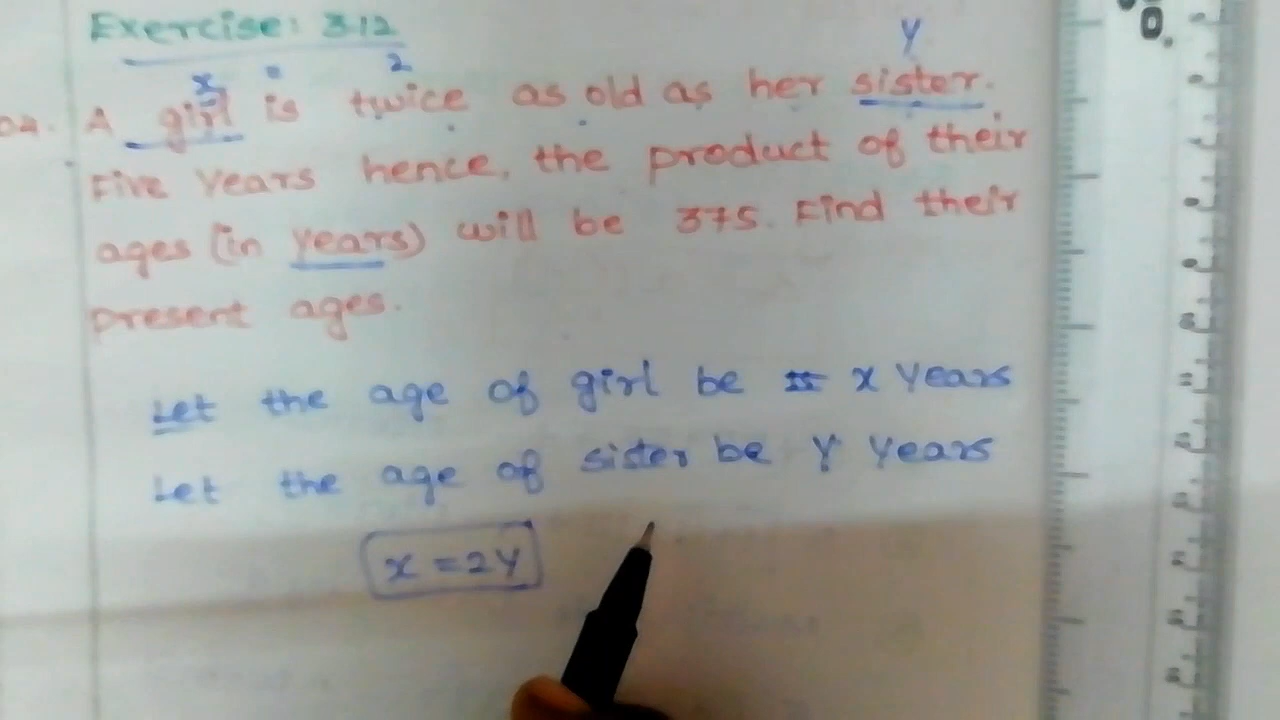 Exercise: 3.12
x = 2 y
04. A girl is twice as old as her sister.
Five years hence, the product of their
ages (in years) will be 375. Find their
present ages.
Let the age of girl be x years
Let the age of sister be y years
x = 2y